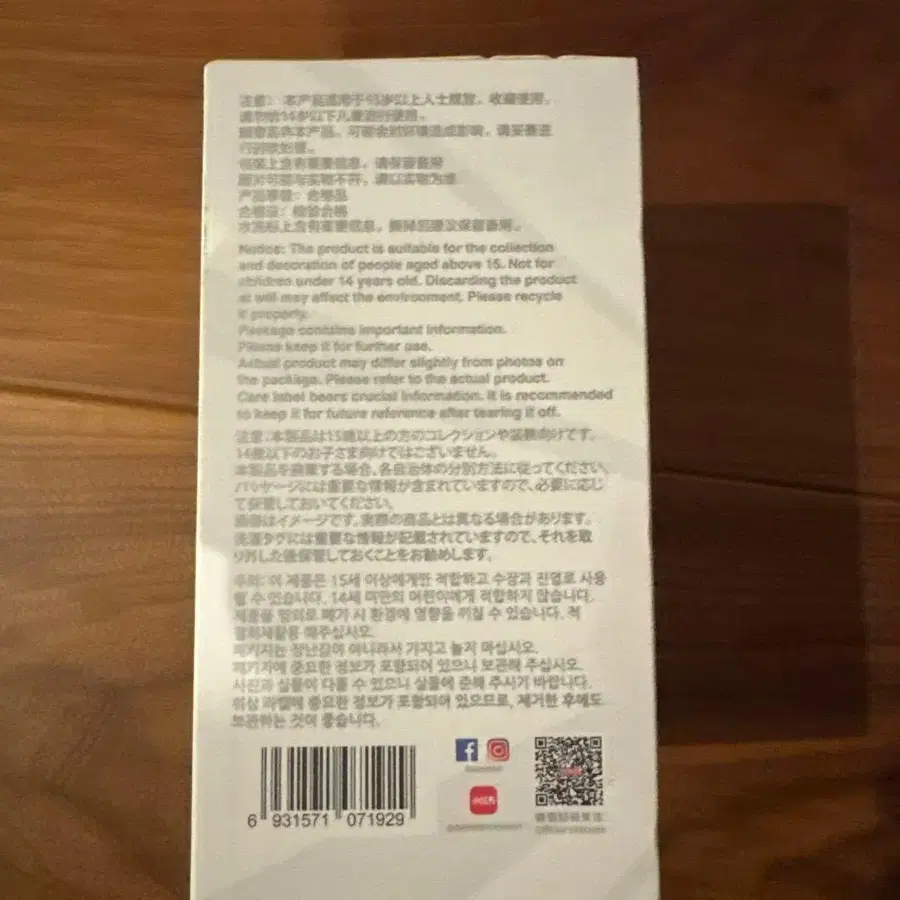 注意：本产品适用于15岁以上人士摆放、收藏使用。
请勿给14岁以下儿童进行使用。
随意丢弃本产品，可能会对环境造成影响，请妥善进
行回收处理。
包装上含有重要信息，请保留备用
图片可能与实物不符，请以实物为准
产品等级：合格品
合格证：检验合格
水洗标上含有重要信息，撕掉后建议保留备用。
Notice: The product is suitable for the collection
and decoration of people aged above 15. Not for
children under 14 years old. Discarding the product
at will may affect the environment. Please recycle
it properly.
Package contains important information.
Please keep it for further use.
Actual product may differ slightly from photos on
the package. Please refer to the actual product.
Care label bears crucial information. It is recommended
to keep it for future reference after tearing it off.
注意:本製品は15歳以上の方のコレクションや装飾向けです。
14歳以下のお子さま向けではございません。
本製品を廃棄する場合、各自治体の分別方法に従ってください。
パッケージには重要な情報が含まれていますので、必要に応じ
て保管しておいてください。
画像はイメージです。実際の商品とは異なる場合があります。
洗濯タグには重要な情報が記載されていますので、それを取
り外した後保管しておくことをお勧めします。
주의: 이 제품은 15세 이상에게만 적합하고 수장과 진열로 사용
할 수 있습니다. 14세 미만의 어린이에게 적합하지 않습니다.
제품을 임의로 폐기 시 환경에 영향을 끼칠 수 있습니다. 적
절히재활용 해주십시오.
패키지는 장난감이 아니라서 가지고 놀지 마십시오.
패키지에 중요한 정보가 포함되어 있으니 보관해 주십시오.
사진과 실물이 다를 수 있으니 실물에 준해 주시기 바랍니다.
워싱 라벨에 중요한 정보가 포함되어 있으므로, 제거한 후에도
보관하는 것이 좋습니다.
6 931571 071929
小红书